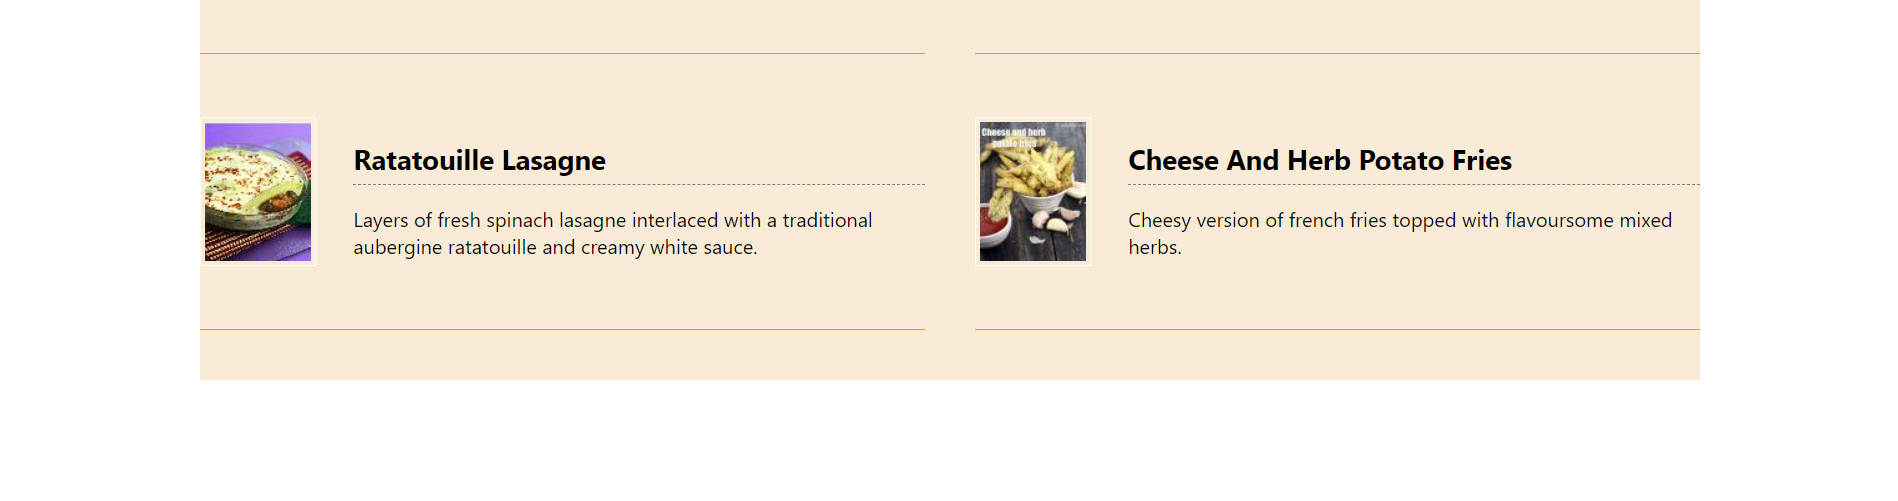 Ratatouille Lasagne
Layers of fresh spinach lasagne interlaced with a traditional
aubergine ratatouille and creamy white sauce.
Cheese and herb
potato fries
Cheese And Herb Potato Fries
Cheesy version of french fries topped with flavoursome mixed
herbs.